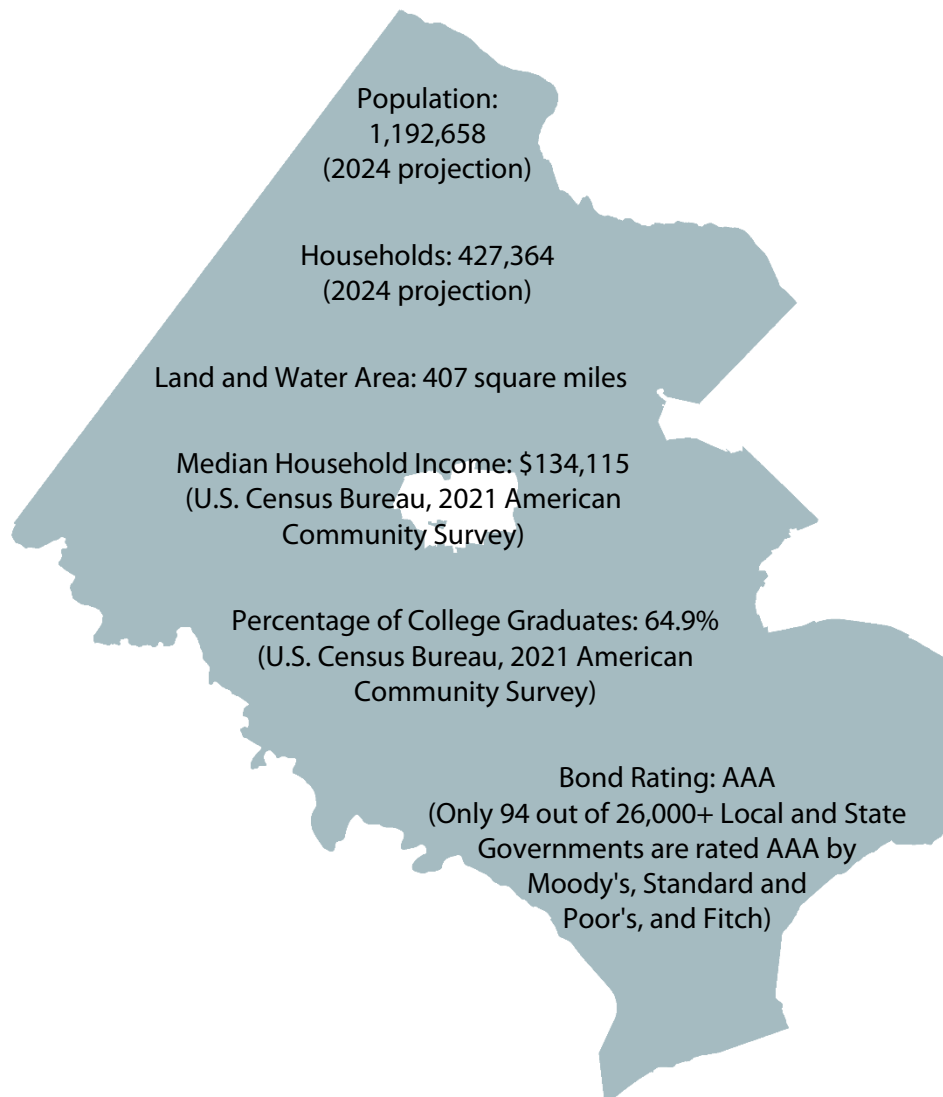 Population:
1,192,658
(2024 projection)
Households: 427,364
(2024 projection)
Land and Water Area: 407 square miles
Median Household Income: $134,115
(U.S. Census Bureau, 2021 American
Community Survey)
Percentage of College Graduates: 64.9%
(U.S. Census Bureau, 2021 American
Community Survey)
Bond Rating: AAA
(Only 94 out of 26,000+ Local and State
Governments are rated AAA by
Moody's, Standard and
Poor's, and Fitch)